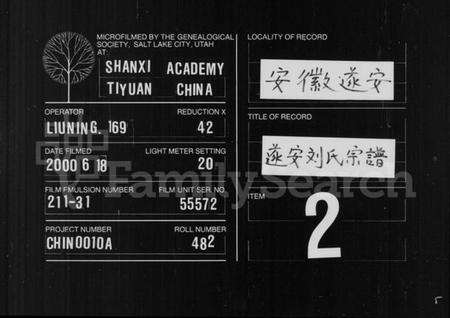 MICROFILMED BY THE GENEALOGICAL
SOCIETY, SALT LAKE CITY, UTAH
AT:
SHANXI ACADEMY
TIYUAN CHINA
OPERATOR REDUCTION X
LIUNING. 169 42
DATE FILMED LIGHT METER SETTING
2000 6 18 20
FILM EMULSION NUMBER FILM UNIT SER. NO.
211-31 55572
PROJECT NUMBER ROLL NUMBER
CHIN0010A 482
LOCALITY OF RECORD
安徽遂安
TITLE OF RECORD
遂安刘氏宗譜
ITEM
2
FamilySearch